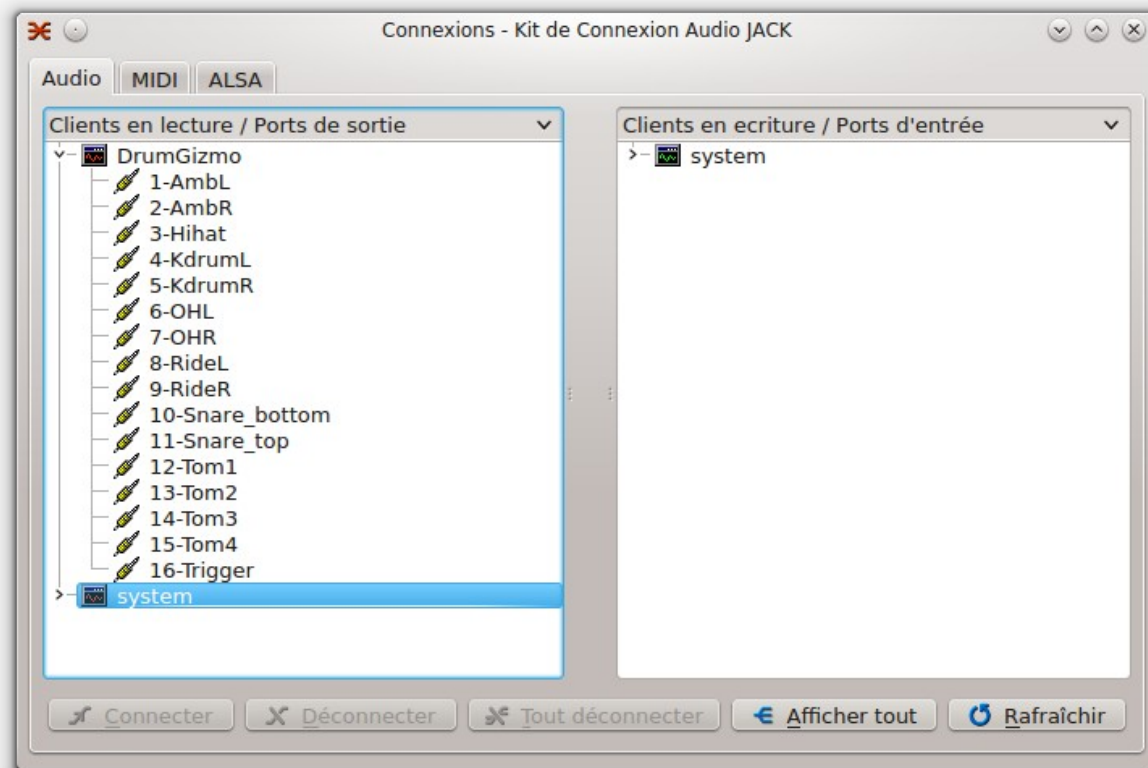 Connexions - Kit de Connexion Audio JACK
Audio MIDI ALSA
Clients en lecture / Ports de sortie
DrumGizmo
1-AmbL
2-AmbR
3-Hihat
4-KdrumL
5-KdrumR
6-OHL
7-OHR
8-RideL
9-RideR
10-Snare_bottom
11-Snare_top
12-Tom1
13-Tom2
14-Tom3
15-Tom4
16-Trigger
system
Clients en ecriture / Ports d'entrée
system
Connecter Déconnecter Tout déconnecter Afficher tout Rafraîchir